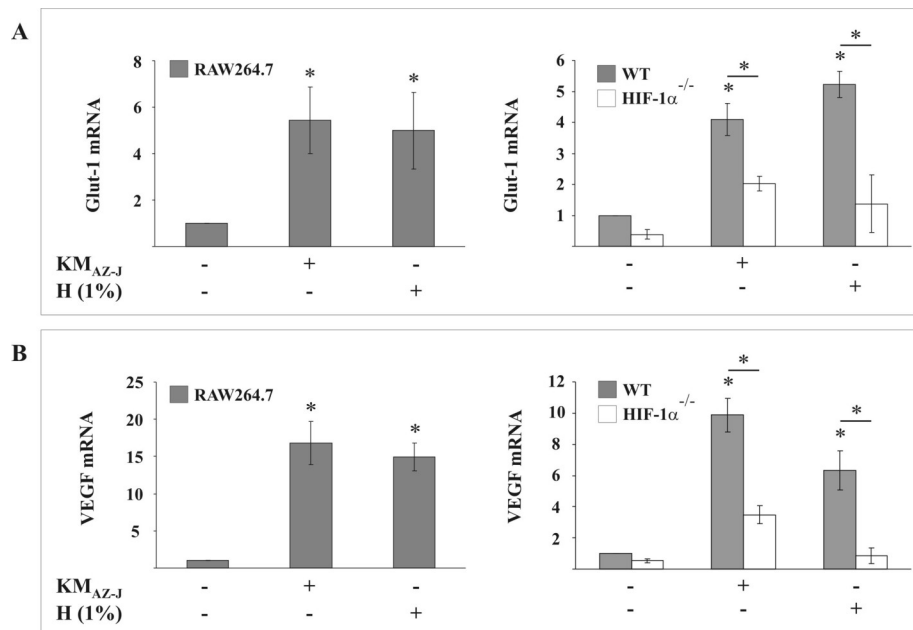 A
RAW264.7
Glut-1 mRNA
8
6
4
2
* *
KM_AZ-J - + -
H (1%) - - +
WT
HIF-1α-/-
Glut-1 mRNA
6
5
4
3
2
1
* * * *
- + -
- - +
B
RAW264.7
VEGF mRNA
25
20
15
10
5
* *
KM_AZ-J - + -
H (1%) - - +
WT
HIF-1α-/-
VEGF mRNA
12
10
8
6
4
2
* * * *
- + -
- - +